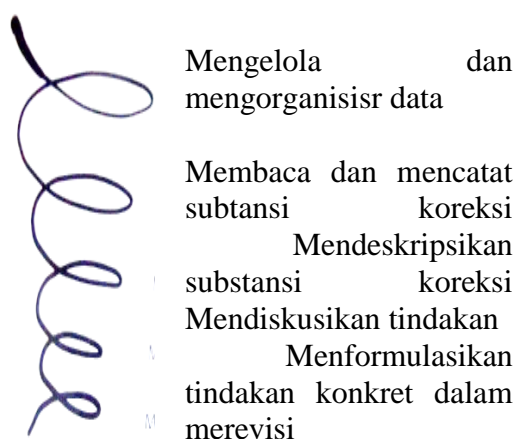 Mengelola dan
mengorganisisr data
Membaca dan mencatat
subtansi koreksi
Mendeskripsikan
substansi koreksi
Mendiskusikan tindakan
Menformulasikan
tindakan konkret dalam
merevisi